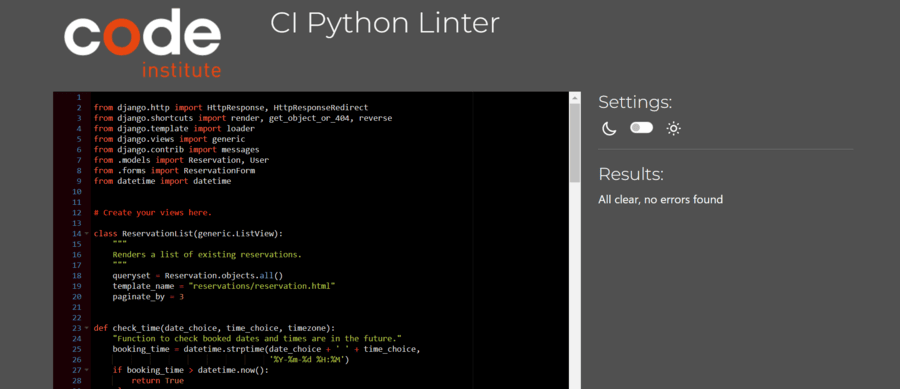 code
institute
CI Python Linter
1
2 from django.http import HttpResponse, HttpResponseRedirect
3 from django.shortcuts import render, get_object_or_404, reverse
4 from django.template import loader
5 from django.views import generic
6 from django.contrib import messages
7 from .models import Reservation, User
8 from .forms import ReservationForm
9 from datetime import datetime
10
11
12 # Create your views here.
13
14 class ReservationList(generic.ListView):
15 """
16 Renders a list of existing reservations.
17 """
18 queryset = Reservation.objects.all()
19 template_name = "reservations/reservation.html"
20 paginate_by = 3
21
22
23 def check_time(date_choice, time_choice, timezone):
24 "Function to check booked dates and times are in the future."
25 booking_time = datetime.strptime(date_choice + ' ' + time_choice,
26 '%Y-%m-%d %H:%M')
27 if booking_time > datetime.now():
28 return True
Settings:
Results:
All clear, no errors found